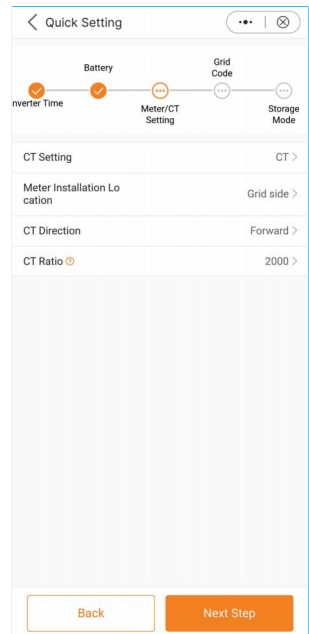 Quick Setting
Battery
Grid
Code
nverter Time
Meter/CT
Setting
Storage
Mode
CT Setting
CT
Meter Installation Lo
cation
Grid side
CT Direction
Forward
CT Ratio
2000
Back
Next Step